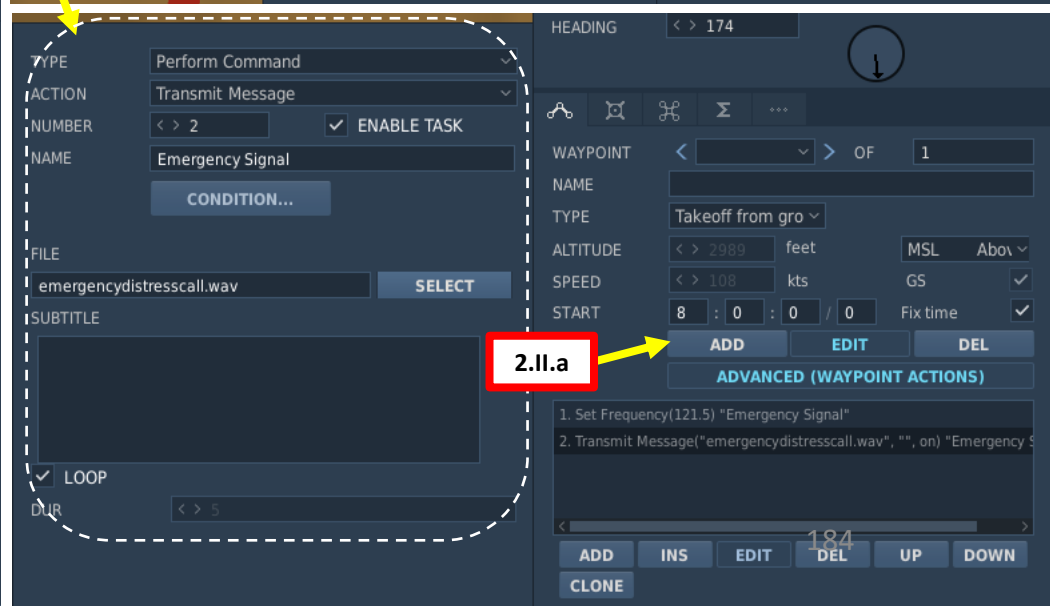 TYPE Perform Command
ACTION Transmit Message
NUMBER < > 2 ENABLE TASK
NAME Emergency Signal
CONDITION...
FILE
emergencydistresscall.wav SELECT
SUBTITLE
LOOP
DUR < > 5
HEADING < > 174
Σ ...
WAYPOINT < > OF 1
NAME
TYPE Takeoff from gro
ALTITUDE < > 2989 feet MSL Abov
SPEED < > 108 kts GS
START 8 : 0 : 0 / 0 Fix time
2.II.a
ADD EDIT DEL
ADVANCED (WAYPOINT ACTIONS)
1. Set Frequency(121.5) "Emergency Signal"
2. Transmit Message("emergencydistresscall.wav", "", on) "Emergency S
184
ADD INS EDIT DEL UP DOWN
CLONE